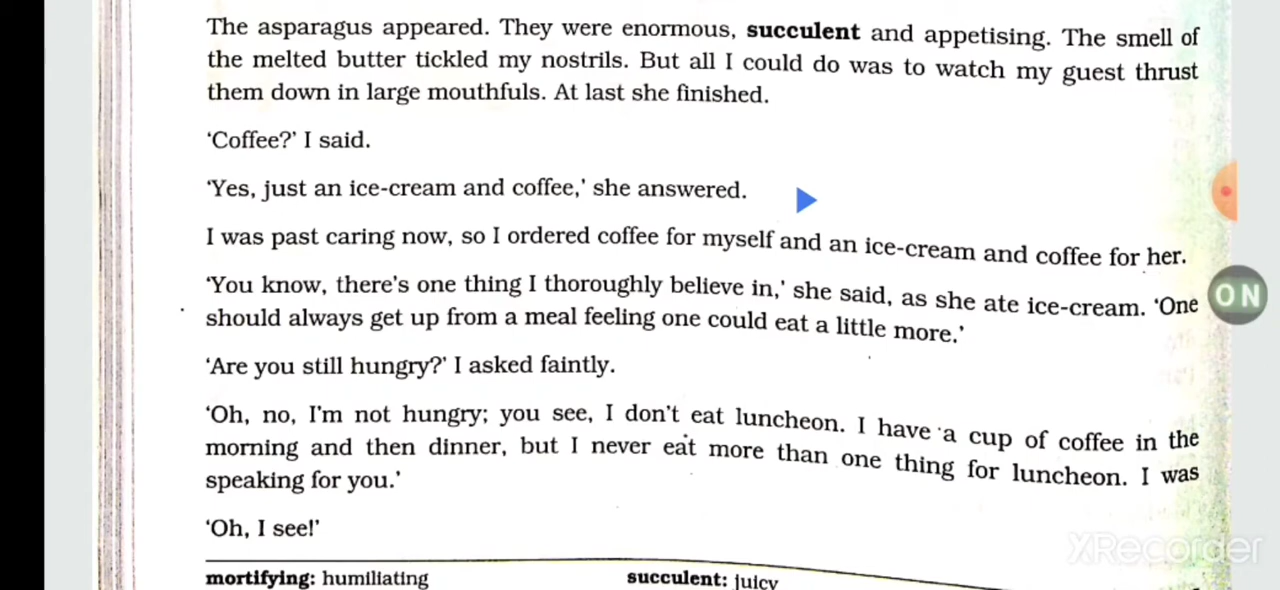 The asparagus appeared. They were enormous, succulent and appetising. The smell of
the melted butter tickled my nostrils. But all I could do was to watch my guest thrust
them down in large mouthfuls. At last she finished.
‘Coffee?’ I said.
‘Yes, just an ice-cream and coffee,’ she answered.
I was past caring now, so I ordered coffee for myself and an ice-cream and coffee for her.
‘You know, there’s one thing I thoroughly believe in,’ she said, as she ate ice-cream. ‘One
should always get up from a meal feeling one could eat a little more.’
‘Are you still hungry?’ I asked faintly.
‘Oh, no, I’m not hungry; you see, I don’t eat luncheon. I have a cup of coffee in the
morning and then dinner, but I never eat more than one thing for luncheon. I was
speaking for you.’
‘Oh, I see!’
mortifying: humiliating
succulent: juicy
ON
XRecorder